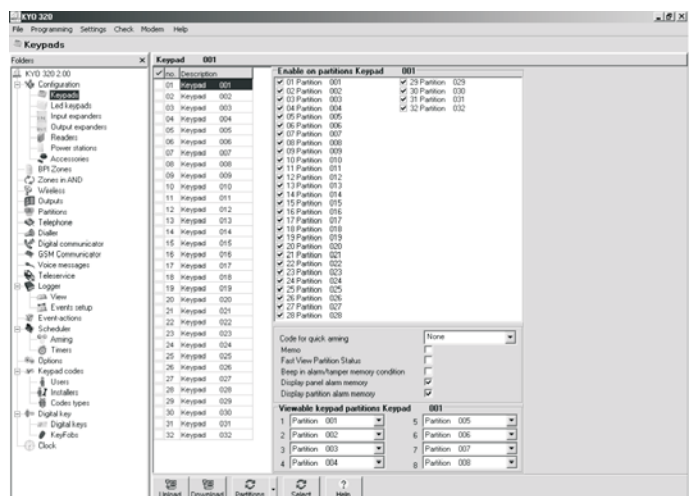 KYO 320
File Programming Settings Check Modem Help
Keypads
Folders
KYO 320 2.00
Configuration
Keypads
Led keypads
Input expanders
Output expanders
Readers
Power stations
Accessories
BPI Zones
Zones in AND
Wireless
Outputs
Partitions
Telephone
Dialler
Digital communicator
GSM Communicator
Voice messages
Teleservice
Logger
View
Events setup
Event-actions
Scheduler
Arming
Timers
Options
Keypad codes
Users
Installers
Codes types
Digital key
Digital keys
KeyFobs
Clock
Keypad 001
no. Description
01 Keypad 001
02 Keypad 002
03 Keypad 003
04 Keypad 004
05 Keypad 005
06 Keypad 006
07 Keypad 007
08 Keypad 008
09 Keypad 009
10 Keypad 010
11 Keypad 011
12 Keypad 012
13 Keypad 013
14 Keypad 014
15 Keypad 015
16 Keypad 016
17 Keypad 017
18 Keypad 018
19 Keypad 019
20 Keypad 020
21 Keypad 021
22 Keypad 022
23 Keypad 023
24 Keypad 024
25 Keypad 025
26 Keypad 026
27 Keypad 027
28 Keypad 028
29 Keypad 029
30 Keypad 030
31 Keypad 031
32 Keypad 032
Enable on partitions Keypad 001
01 Partition 001
02 Partition 002
03 Partition 003
04 Partition 004
05 Partition 005
06 Partition 006
07 Partition 007
08 Partition 008
09 Partition 009
10 Partition 010
11 Partition 011
12 Partition 012
13 Partition 013
14 Partition 014
15 Partition 015
16 Partition 016
17 Partition 017
18 Partition 018
19 Partition 019
20 Partition 020
21 Partition 021
22 Partition 022
23 Partition 023
24 Partition 024
25 Partition 025
26 Partition 026
27 Partition 027
28 Partition 028
29 Partition 029
30 Partition 030
31 Partition 031
32 Partition 032
Code for quick arming None
Memo
Fast View Partition Status
Beep in alarm/tamper memory condition
Display panel alarm memory
Display partition alarm memory
Viewable keypad partitions Keypad 001
1 Partition 001 5 Partition 005
2 Partition 002 6 Partition 006
3 Partition 003 7 Partition 007
4 Partition 004 8 Partition 008
Upload Download Partitions Select Help